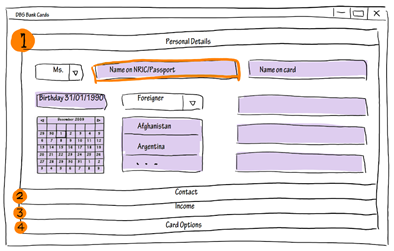 DBS Bank Cards
1
Personal Details
Ms.
Name on NRIC/Passport
Name on card
Birthday 31/01/1990
Foreigner
December 2009
Afghanistan
Argentina
- - -
2
Contact
3
Income
4
Card Options